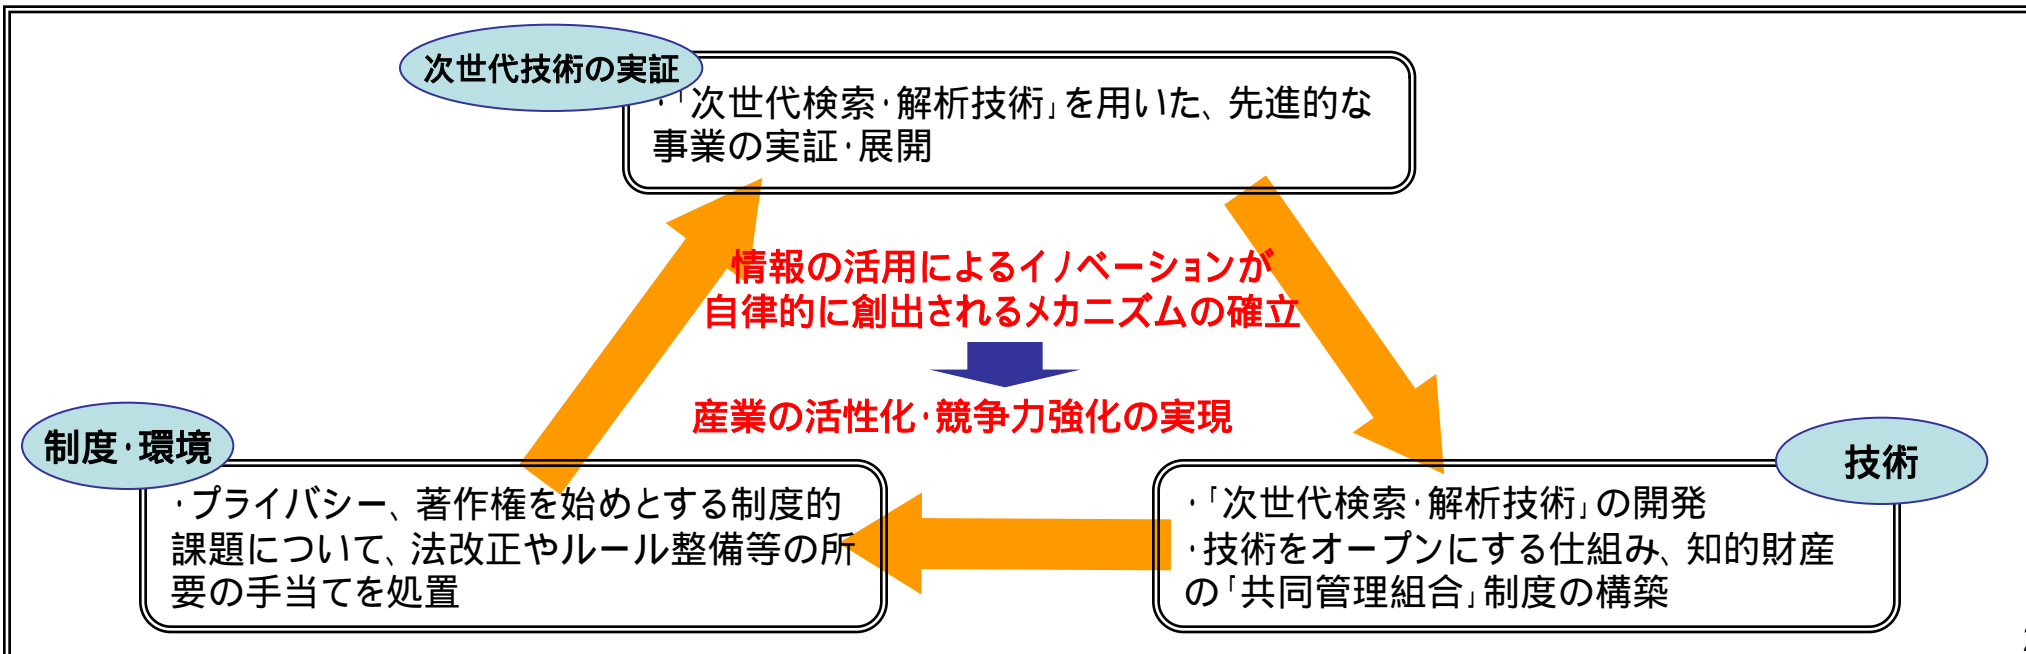 次世代技術の実証
・「次世代検索・解析技術」を用いた、先進的な
事業の実証・展開
情報の活用によるイノベーションが
自律的に創出されるメカニズムの確立
産業の活性化・競争力強化の実現
制度・環境
・プライバシー、著作権を始めとする制度的
課題について、法改正やルール整備等の所
要の手当てを処置
技術
・「次世代検索・解析技術」の開発
・技術をオープンにする仕組み、知的財産
の「共同管理組合」制度の構築